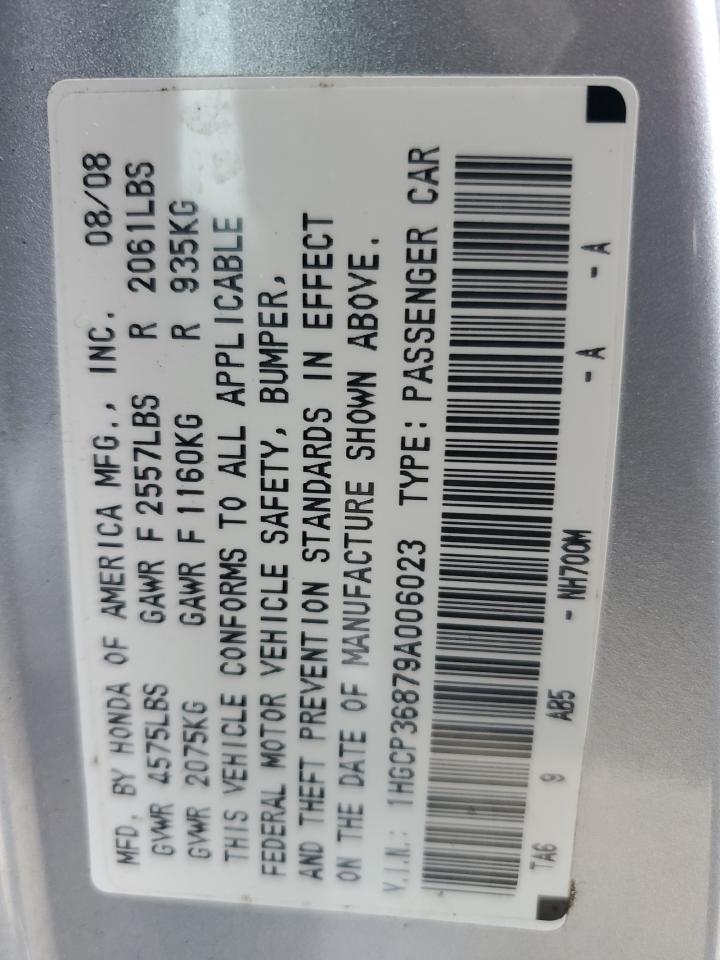 MFD. BY HONDA OF AMERICA MFG., INC. 08/08
GVWR 4575LBS GAWR F 2557LBS R 2061LBS
GVWR 2075KG GAWR F 1160KG R 935KG
THIS VEHICLE CONFORMS TO ALL APPLICABLE
FEDERAL MOTOR VEHICLE SAFETY, BUMPER,
AND THEFT PREVENTION STANDARDS IN EFFECT
ON THE DATE OF MANUFACTURE SHOWN ABOVE.
V.I.N.: 1HGCP36879A006023 TYPE: PASSENGER CAR
TA6 9 AB5 - NH700M - A - A